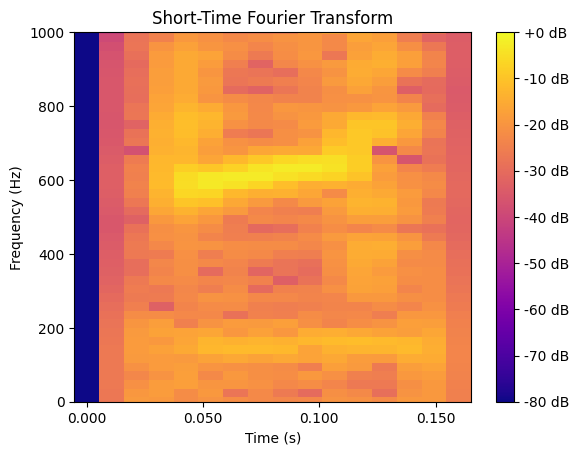 Short-Time Fourier Transform
Frequency (Hz)
1000
800
600
400
200
0
0.000
0.050
0.100
0.150
Time (s)
+0 dB
-10 dB
-20 dB
-30 dB
-40 dB
-50 dB
-60 dB
-70 dB
-80 dB